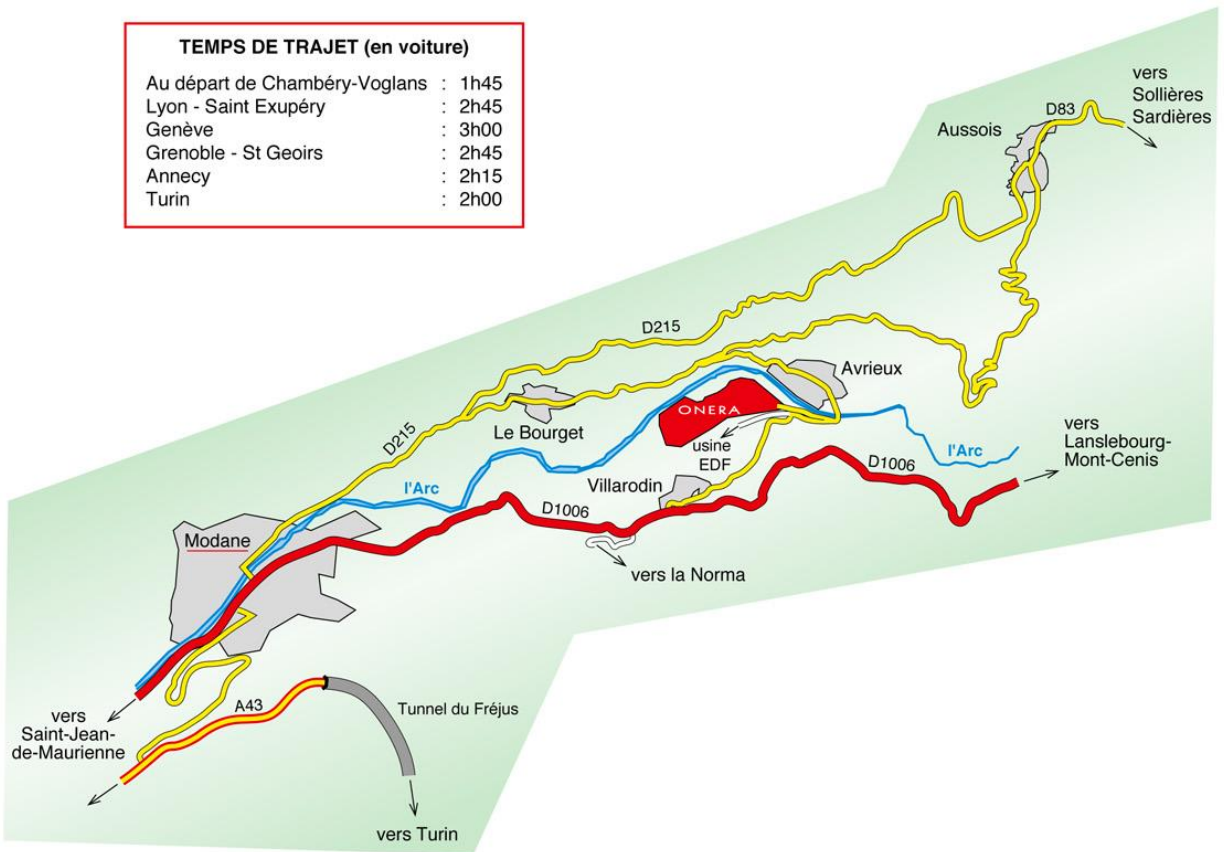 TEMPS DE TRAJET (en voiture)
Au départ de Chambéry-Voglans : 1h45
Lyon - Saint Exupéry : 2h45
Genève : 3h00
Grenoble - St Geoirs : 2h45
Annecy : 2h15
Turin : 2h00
vers
Sollières
Sardières
D83
Aussois
D215
Avrieux
ONERA
Le Bourget
usine
EDF
D215
vers
Lanslebourg-
Mont-Cenis
l'Arc
D1006
Villarodin
l'Arc
D1006
Modane
vers la Norma
vers
Saint-Jean-
de-Maurienne
A43
Tunnel du Fréjus
vers Turin